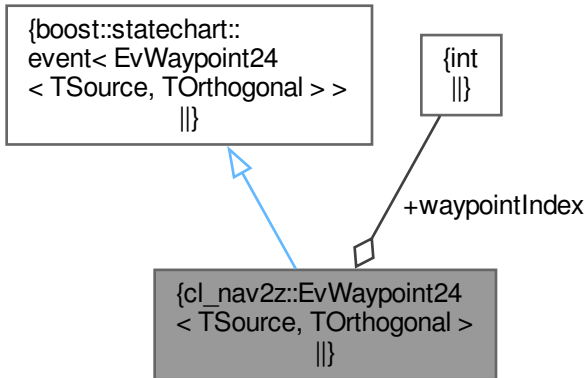 {boost::statechart::
event< EvWaypoint24
< TSource, TOrthogonal > >
||}
{int
||}
+waypointIndex
{cl_nav2z::EvWaypoint24
< TSource, TOrthogonal >
||}